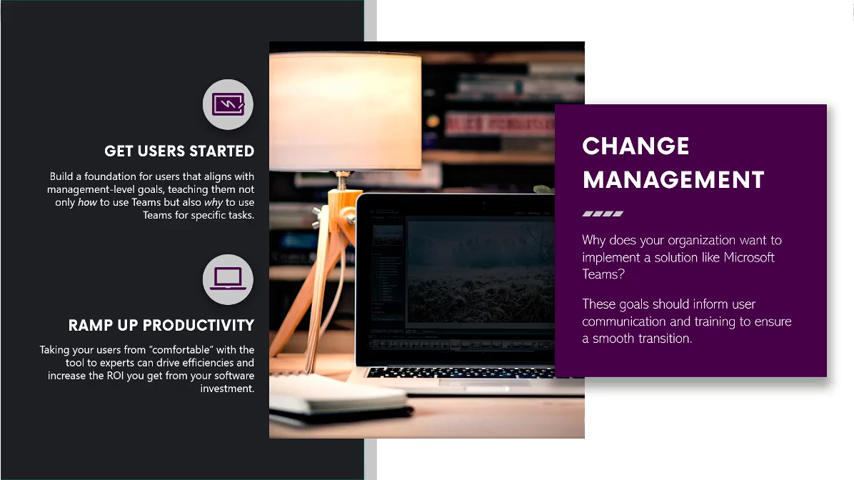 GET USERS STARTED
Build a foundation for users that aligns with
management-level goals, teaching them not
only how to use Teams but also why to use
Teams for specific tasks.
RAMP UP PRODUCTIVITY
Taking your users from “comfortable” with the
tool to experts can drive efficiencies and
increase the ROI you get from your software
investment.
CHANGE
MANAGEMENT
Why does your organization want to
implement a solution like Microsoft
Teams?
These goals should inform user
communication and training to ensure
a smooth transition.